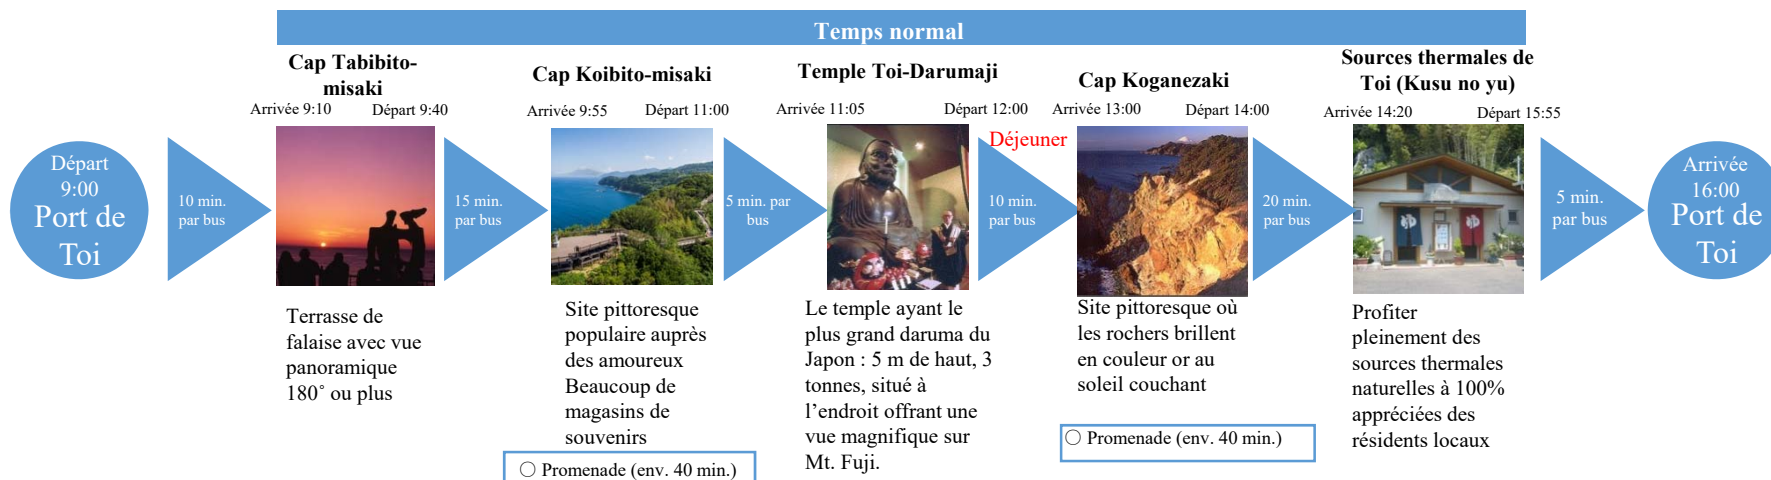 Temps normal
Départ
9:00
Port de
Toi
10 min.
par bus
Cap Tabibito-
misaki
Arrivée 9:10
Départ 9:40
Terrasse de
falaise avec vue
panoramique
180˚ ou plus
15 min.
par bus
Cap Koibito-misaki
Arrivée 9:55
Départ 11:00
Site pittoresque
populaire auprès
des amoureux
Beaucoup de
magasins de
souvenirs
○ Promenade (env. 40 min.)
5 min. par
bus
Temple Toi-Darumaji
Arrivée 11:05
Départ 12:00
Le temple ayant le
plus grand daruma du
Japon : 5 m de haut, 3
tonnes, situé à
l’endroit offrant une
vue magnifique sur
Mt. Fuji.
Déjeuner
10 min.
par bus
Cap Koganezaki
Arrivée 13:00
Départ 14:00
Site pittoresque où
les rochers brillent
en couleur or au
soleil couchant
○ Promenade (env. 40 min.)
20 min.
par bus
Sources thermales de
Toi (Kusu no yu)
Arrivée 14:20
Départ 15:55
Profiter
pleinement des
sources thermales
naturelles à 100%
appréciées des
résidents locaux
5 min.
par bus
Arrivée
16:00
Port de
Toi